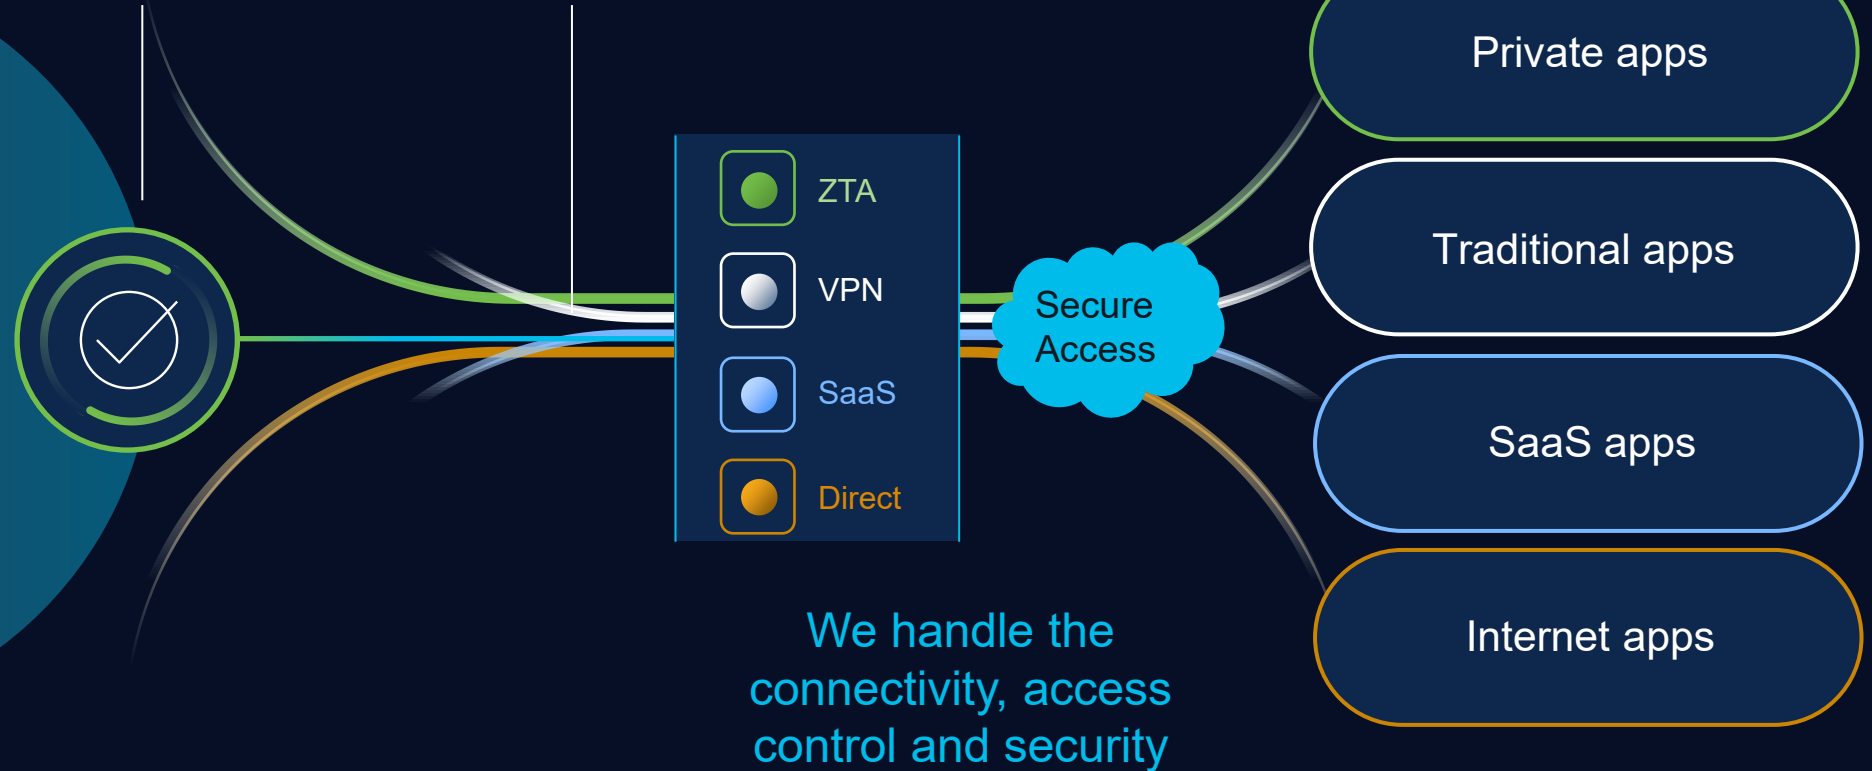 ZTA
VPN
SaaS
Direct
Secure
Access
Private apps
Traditional apps
SaaS apps
Internet apps
We handle the
connectivity, access
control and security